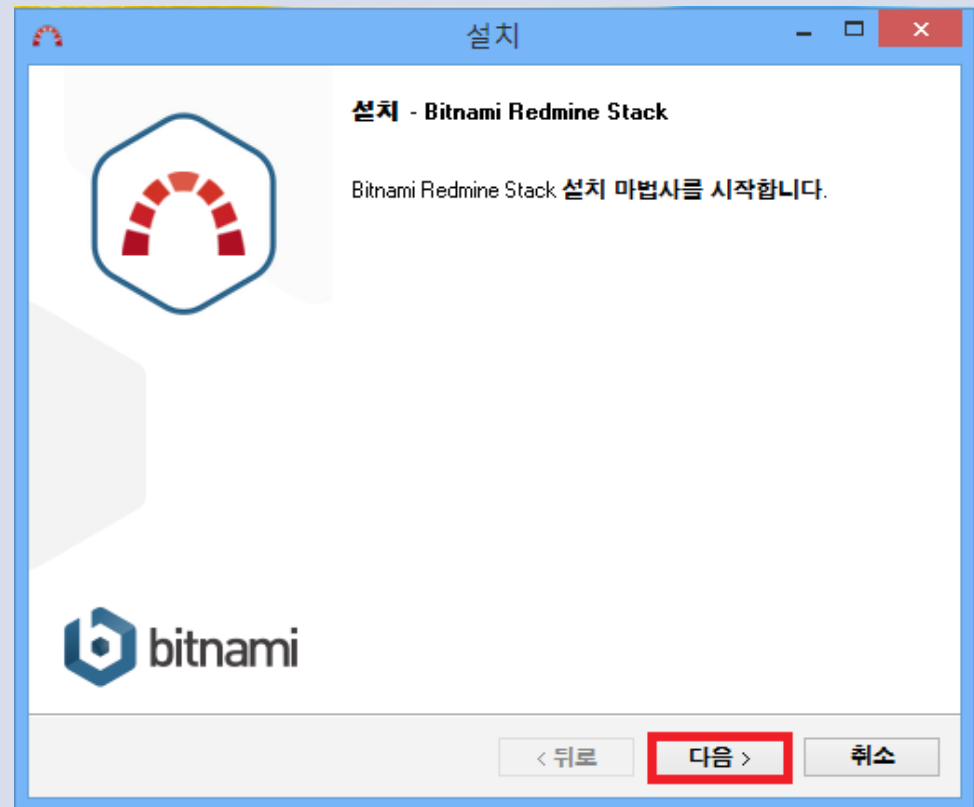 설치
설치 - Bitnami Redmine Stack
Bitnami Redmine Stack 설치 마법사를 시작합니다.
bitnami
< 뒤로
다음 >
취소